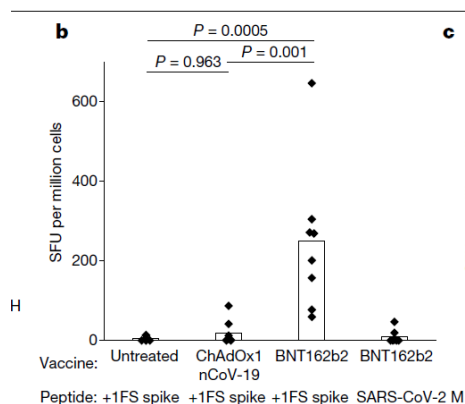 b
c
P = 0.0005
P = 0.963
P = 0.001
SFU per million cells
600
400
200
0
H
Vaccine: Untreated ChAdOx1 BNT162b2 BNT162b2
nCoV-19
Peptide: +1FS spike +1FS spike +1FS spike SARS-CoV-2 M